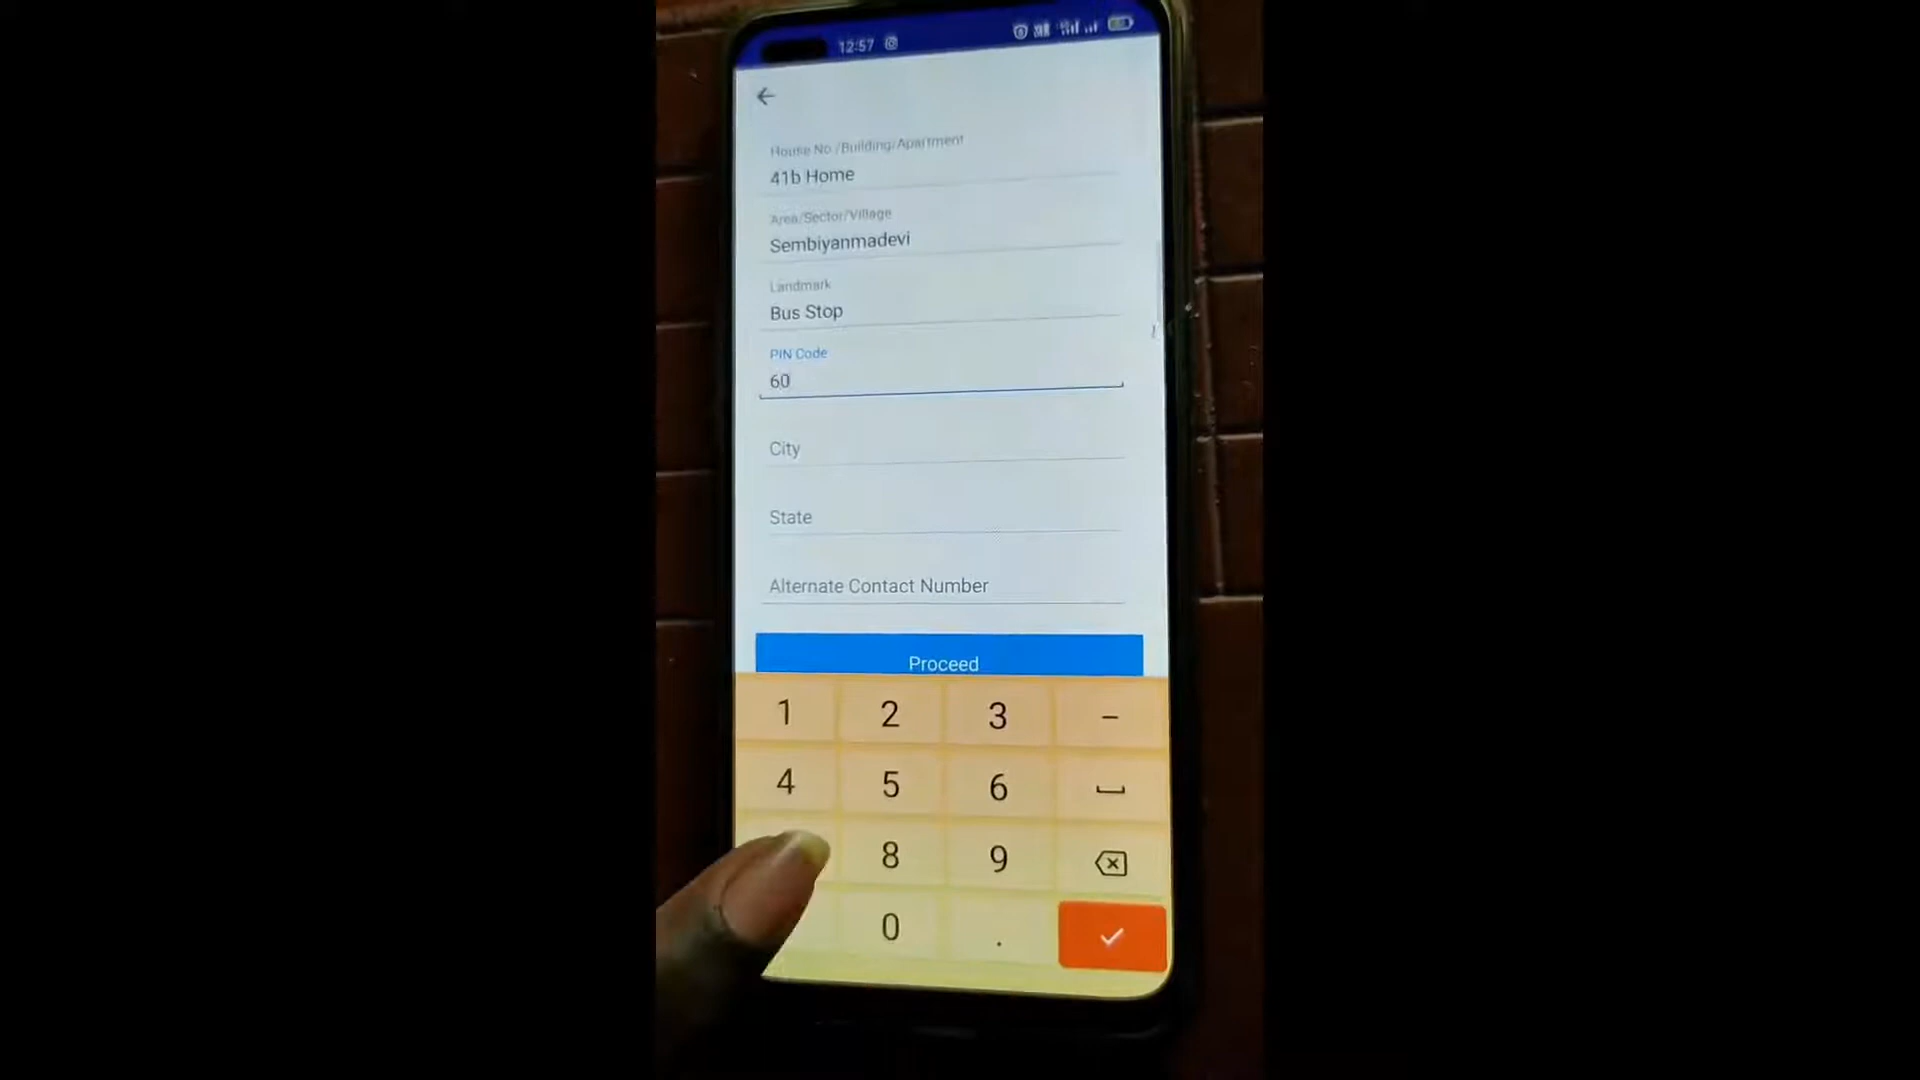 12:57
House No./Building/Apartment
41b Home
Area/Sector/Village
Sembiyanmadevi
Landmark
Bus Stop
PIN Code
60
City
State
Alternate Contact Number
Proceed
1 2 3 –
4 5 6
8 9
0 .